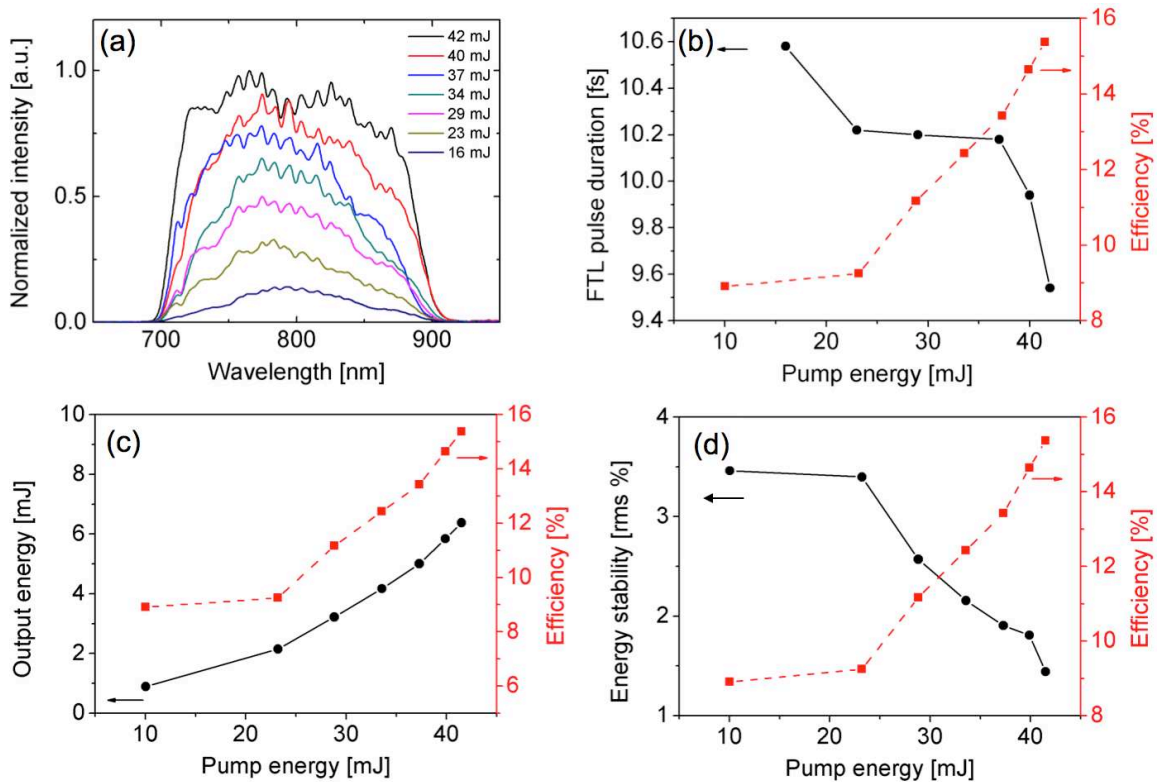 (a)
42 mJ
40 mJ
37 mJ
34 mJ
29 mJ
23 mJ
16 mJ
1.0
0.5
0.0
700
800
900
Normalized intensity [a.u.]
Wavelength [nm]
(b)
10.6
10.4
10.2
10.0
9.8
9.6
9.4
FTL pulse duration [fs]
16
14
12
10
8
Efficiency [%]
10
20
30
40
Pump energy [mJ]
(c)
10
8
6
4
2
0
Output energy [mJ]
16
14
12
10
8
6
Efficiency [%]
10
20
30
40
Pump energy [mJ]
(d)
4
3
2
1
Energy stability [rms %]
16
14
12
10
8
Efficiency [%]
10
20
30
40
Pump energy [mJ]